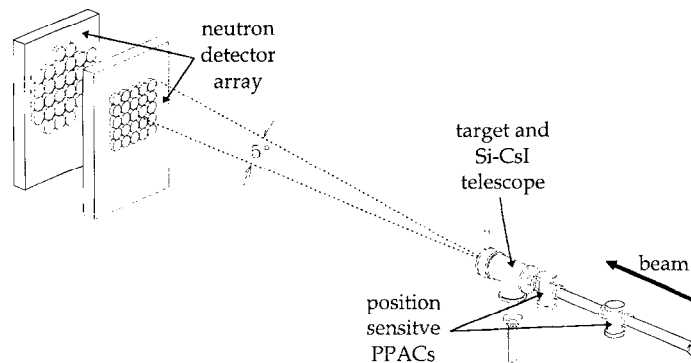 neutron
detector
array
5°
target and
Si-CsI
telescope
beam
position
sensitve
PPACs